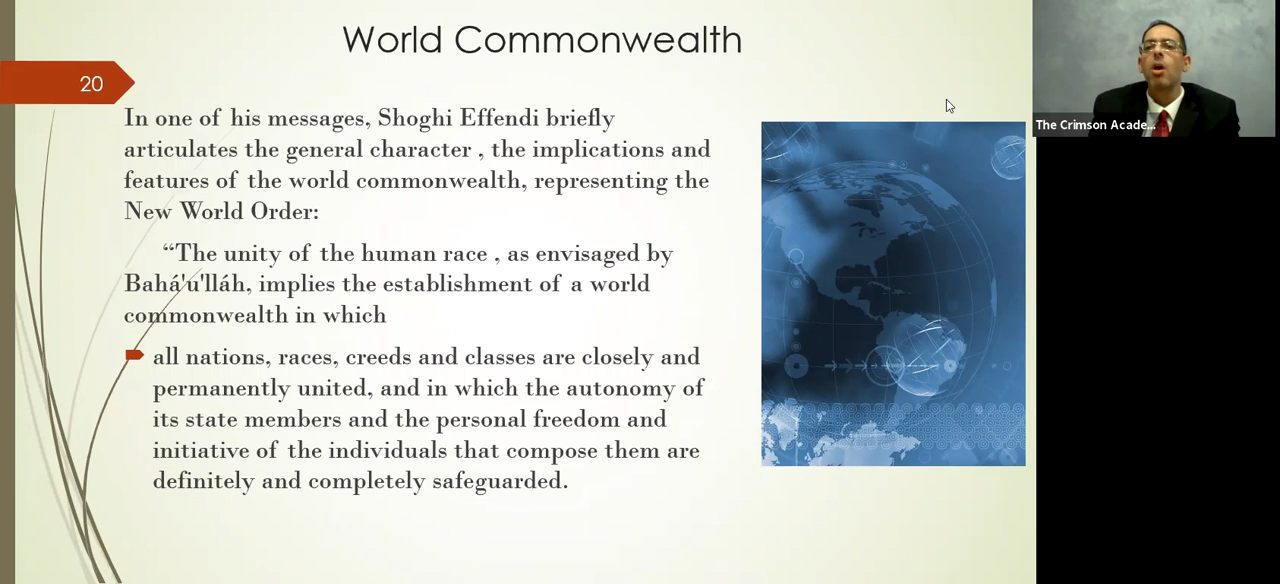 World Commonwealth
20
In one of his messages, Shoghi Effendi briefly
articulates the general character , the implications and
features of the world commonwealth, representing the
New World Order:
“The unity of the human race , as envisaged by
Bahá'u'lláh, implies the establishment of a world
commonwealth in which
all nations, races, creeds and classes are closely and
permanently united, and in which the autonomy of
its state members and the personal freedom and
initiative of the individuals that compose them are
definitely and completely safeguarded.
The Crimson Acade...